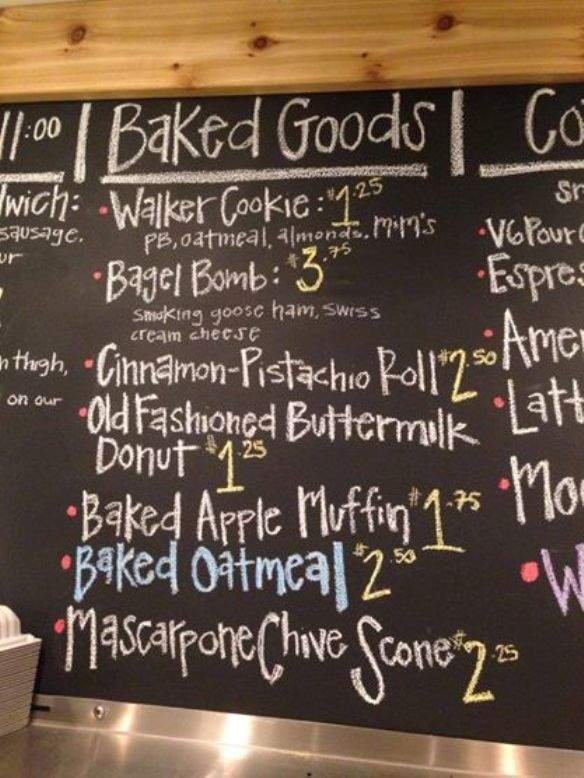 11:00 | Baked Goods | Co
wich:
sausage.
ur
• Walker Cookie: $1.25
PB, oatmeal, almonds, m&m's
• Bagel Bomb: $3.75
smoking goose ham, swiss
cream cheese
h thigh,
on our
• Cinnamon-Pistachio Roll $2.50
• Old Fashioned Buttermilk
Donut $1.25
• Baked Apple Muffin $1.75
• Baked Oatmeal $2.50
• Mascarpone Chive Scone $2.25
• V60 Pour
• Espres
• Ame
• Latt
• Mo
• W